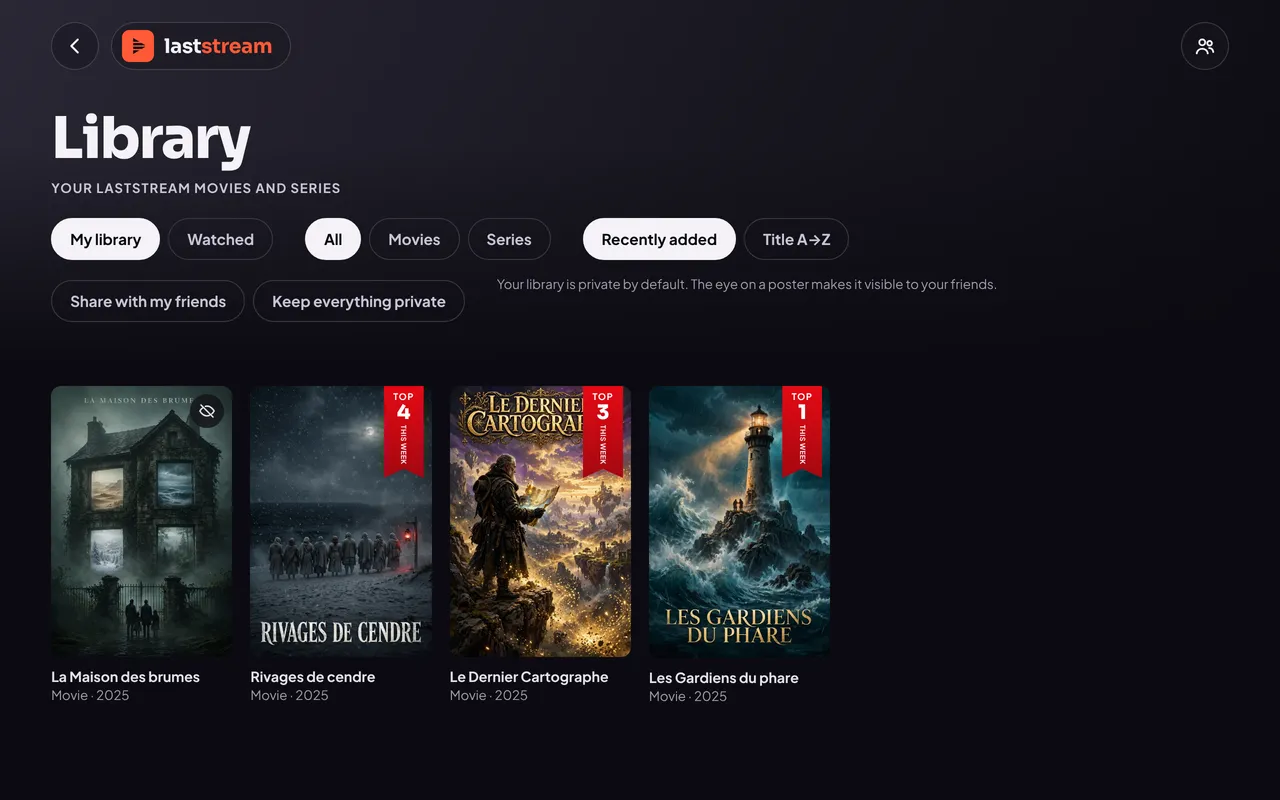 laststream
Library
YOUR LASTSTREAM MOVIES AND SERIES
My library
Watched
All
Movies
Series
Recently added
Title A→Z
Share with my friends
Keep everything private
Your library is private by default. The eye on a poster makes it visible to your friends.
LA MAISON DES BRUME
TOP
4
THIS WEEK
RIVAGES DE CENDRE
LE DERNIER
CARTOGRA
TOP
3
THIS WEEK
TOP
1
THIS WEEK
LES GARDIENS
DU PHARE
La Maison des brumes
Movie · 2025
Rivages de cendre
Movie · 2025
Le Dernier Cartographe
Movie · 2025
Les Gardiens du phare
Movie · 2025